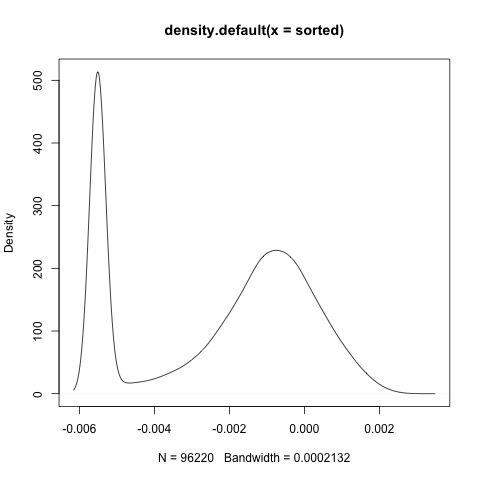 density.default(x = sorted)
Density
500
400
300
200
100
0
-0.006 -0.004 -0.002 0.000 0.002
N = 96220 Bandwidth = 0.0002132